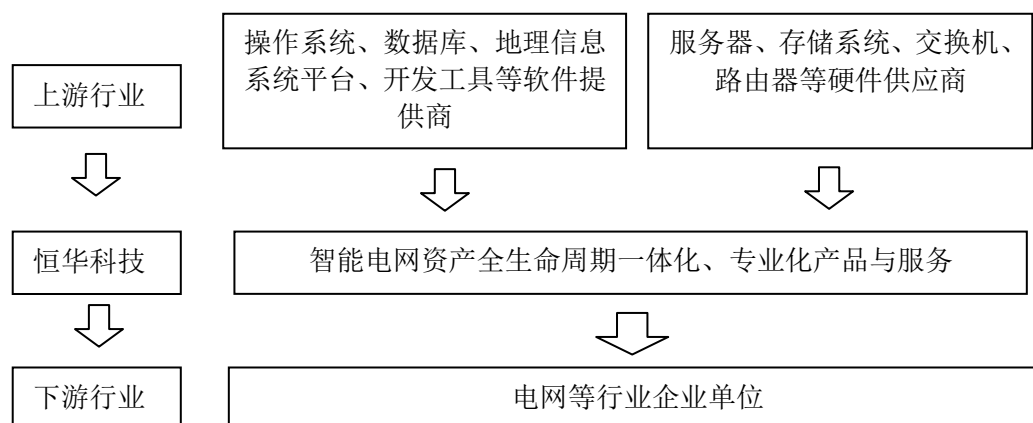 上游行业
操作系统、数据库、地理信息
系统平台、开发工具等软件提
供商
服务器、存储系统、交换机、
路由器等硬件供应商
恒华科技
智能电网资产全生命周期一体化、专业化产品与服务
下游行业
电网等行业企业单位